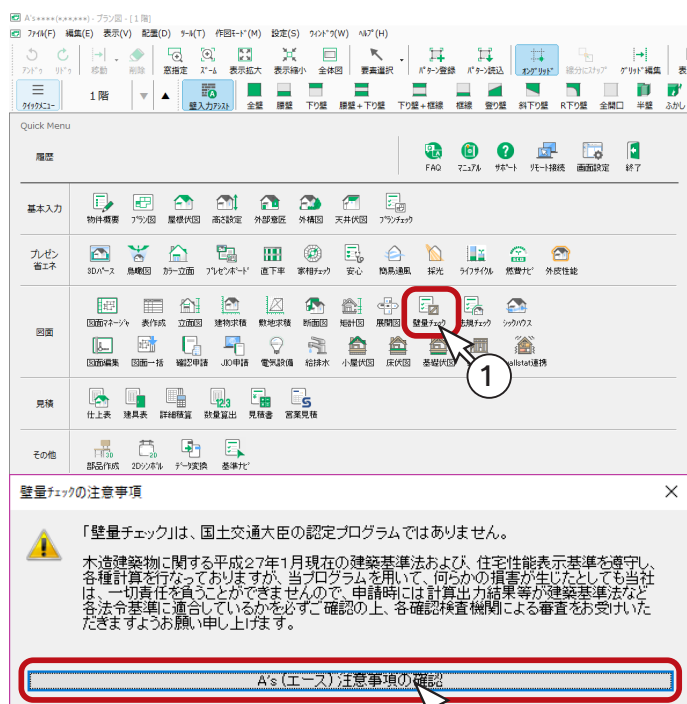 A's****(*,**,***) - プラン図 - [1 階]
ファイル(F) 編集(E) 表示(V) 配置(D) ツール(T) 作図モード(M) 設定(S) ウィンドウ(W) ヘルプ(H)
アンドゥ リドゥ 移動 削除 窓指定 ズーム 表示拡大 表示縮小 全体図 要素選択 パターン登録 パターン読込 オングリッド 線分にスナップ グリッド編集 表
クイックメニュー 1 階 壁入力アシスト 全壁 腰壁 下り壁 腰壁+下り壁 下り壁+框線 框線 登り壁 斜下り壁 R下り壁 全開口 半壁 ふかし
Quick Menu
履歴 FAQ マニュアル サポート リモート接続 画面設定 終了
基本入力 物件概要 プラン図 屋根伏図 高さ設定 外部意匠 外構図 天井伏図 プランチェック
プレゼン
省エネ 3Dパース 鳥瞰図 カラー立面 プレゼンボード 直下率 家相チェック 安心 簡易通風 採光 ライフサイクル 燃費ナビ 外皮性能
図面 図面マネージャ 表作成 立面図 建物求積 敷地求積 断面図 矩計図 展開図 壁量チェック 法規チェック シックハウス
図面編集 図面一括 確認申請 JIO申請 電気設備 給排水 小屋伏図 床伏図 基礎伏図 wallstat連携
1
見積 仕上表 建具表 詳細積算 数量算出 見積書 営業見積
その他 部品作成 2Dシンボル データ変換 基準ナビ
壁量チェックの注意事項
「壁量チェック」は、国土交通大臣の認定プログラムではありません。
木造建築物に関する平成27年1月現在の建築基準法および、住宅性能表示基準を遵守し、
各種計算を行なっておりますが、当プログラムを用いて、何らかの損害が生じたとしても当社
は、一切責任を負うことができませんので、申請時には計算出力結果等が建築基準法など
各法令基準に適合しているかを必ずご確認の上、各確認検査機関による審査をお受けいた
だきますようお願い申し上げます。
A's (エース) 注意事項の確認